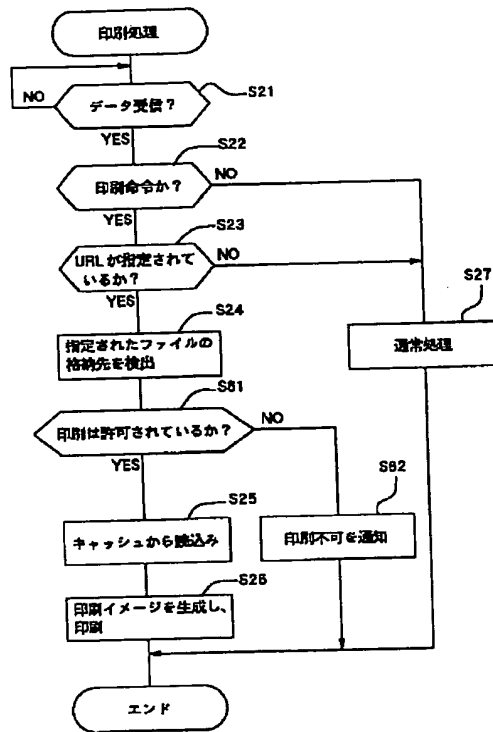 印刷処理
NO
データ受信？
S21
YES
S22
印刷命令か？
NO
YES
S23
URLが指定されて
いるか？
NO
YES
S27
通常処理
S24
指定されたファイルの
格納先を検出
S61
印刷は許可されているか？
NO
YES
S25
キャッシュから読込み
S62
印刷不可を通知
S26
印刷イメージを生成し、
印刷
エンド